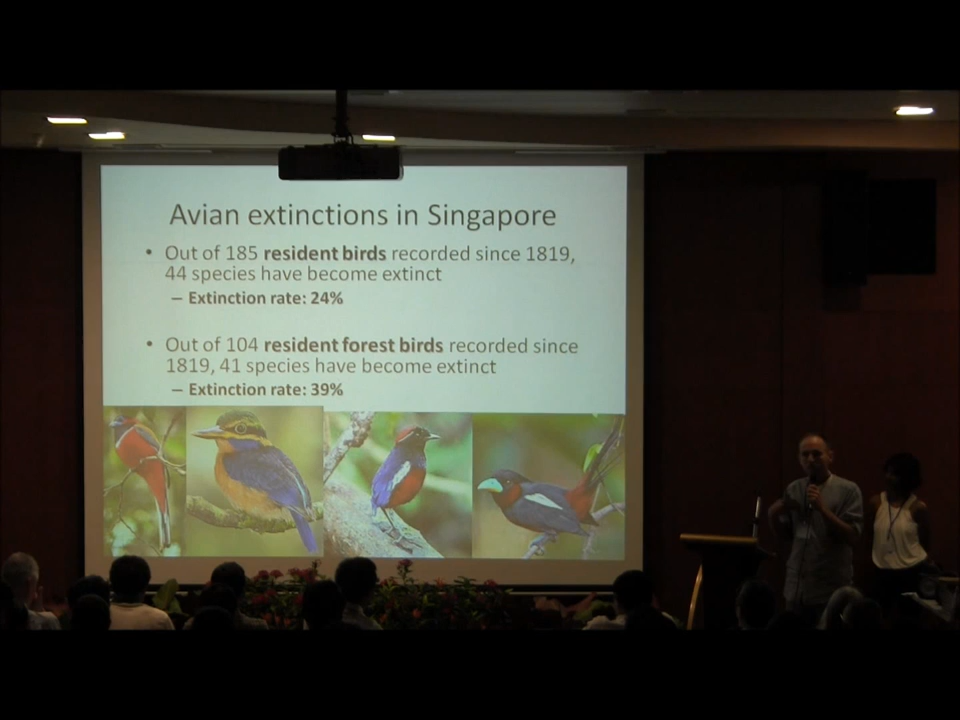 Avian extinctions in Singapore
• Out of 185 resident birds recorded since 1819,
44 species have become extinct
– Extinction rate: 24%
• Out of 104 resident forest birds recorded since
1819, 41 species have become extinct
– Extinction rate: 39%